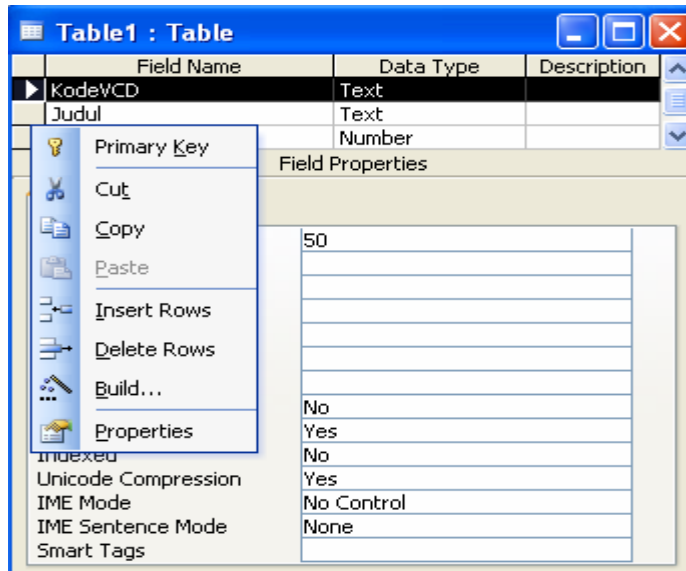 Table1 : Table
Field Name Data Type Description
KodeVCD Text
Judul Text
Number
Field Properties
Primary Key
Cut
Copy
Paste
Insert Rows
Delete Rows
Build...
Properties
50
No
Yes
Indexed No
Unicode Compression Yes
IME Mode No Control
IME Sentence Mode None
Smart Tags